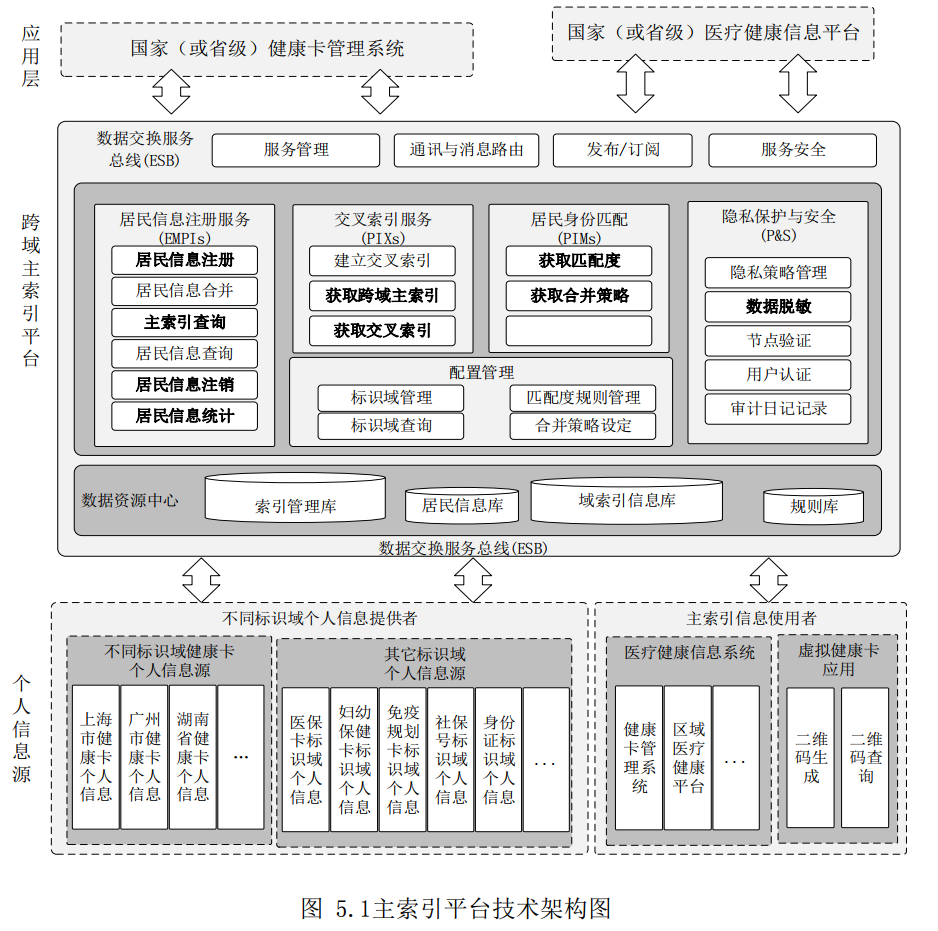 应
用
层
国家（或省级）健康卡管理系统
国家（或省级）医疗健康信息平台
跨
域
主
索
引
平
台
数据交换服务
总线(ESB)
服务管理
通讯与消息路由
发布/订阅
服务安全
居民信息注册服务
(EMPIs)
居民信息注册
居民信息合并
主索引查询
居民信息查询
居民信息注销
居民信息统计
交叉索引服务
(PIXs)
建立交叉索引
获取跨域主索引
获取交叉索引
居民身份匹配
(PIMs)
获取匹配度
获取合并策略
配置管理
标识域管理
匹配度规则管理
标识域查询
合并策略设定
隐私保护与安全
(P&S)
隐私策略管理
数据脱敏
节点验证
用户认证
审计日记记录
数据资源中心
索引管理库
居民信息库
域索引信息库
规则库
数据交换服务总线(ESB)
个
人
信
息
源
不同标识域个人信息提供者
不同标识域健康卡
个人信息源
上海
市健
康卡
个人
信息
广州
市健
康卡
个人
信息
湖南
省健
康卡
个人
信息
...
其它标识域
个人信息源
医保
卡标
识域
个人
信息
妇幼
保健
卡标
识域
个人
信息
免疫
规划
卡标
识域
个人
信息
社保
号标
识域
个人
信息
身份
证标
识域
个人
信息
...
主索引信息使用者
医疗健康信息系统
健康
卡管
理系
统
区域
医疗
健康
平台
...
虚拟健康卡
应用
二维
码生
成
二维
码查
询
图 5.1主索引平台技术架构图